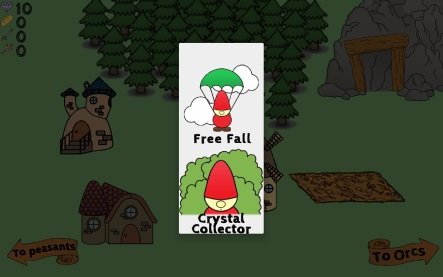 10
0
0
0
Free Fall
Crystal
Collector
To peasants
To Orcs